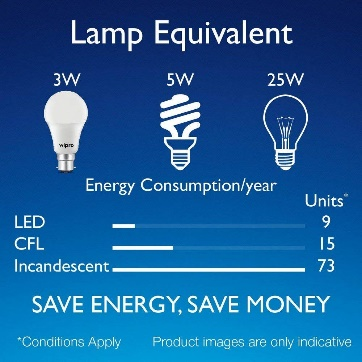 Lamp Equivalent
3W 5W 25W
wipro
Energy Consumption/year
Units*
LED 9
CFL 15
Incandescent 73
SAVE ENERGY, SAVE MONEY
*Conditions Apply Product images are only indicative